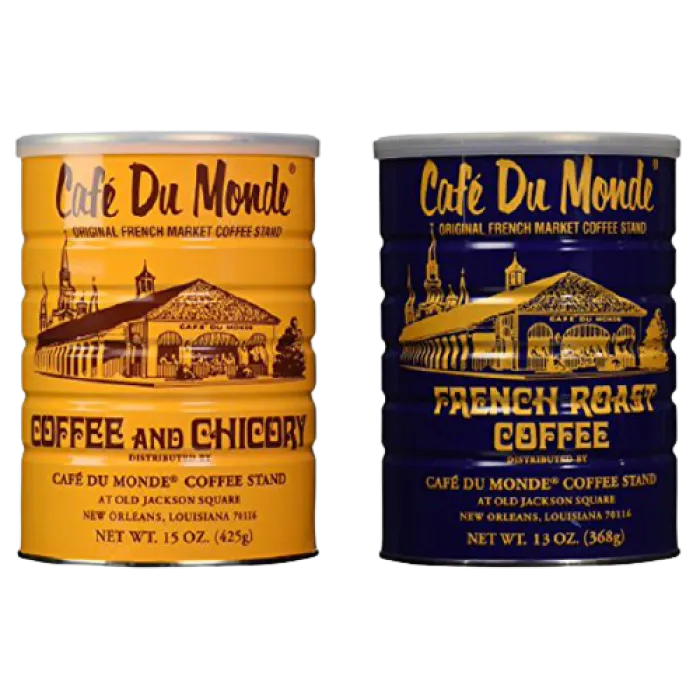 Café Du Monde®
ORIGINAL FRENCH MARKET COFFEE STAND
CAFE DU MONDE
COFFEE AND CHICORY
DISTRIBUTED BY
CAFÉ DU MONDE® COFFEE STAND
AT OLD JACKSON SQUARE
NEW ORLEANS, LOUISIANA 70116
NET WT. 15 OZ. (425g)
Café Du Monde®
ORIGINAL FRENCH MARKET COFFEE STAND
CAFE DU MONDE
FRENCH ROAST
COFFEE
DISTRIBUTED BY
CAFÉ DU MONDE® COFFEE STAND
AT OLD JACKSON SQUARE
NEW ORLEANS, LOUISIANA 70116
NET WT. 13 OZ. (368g)